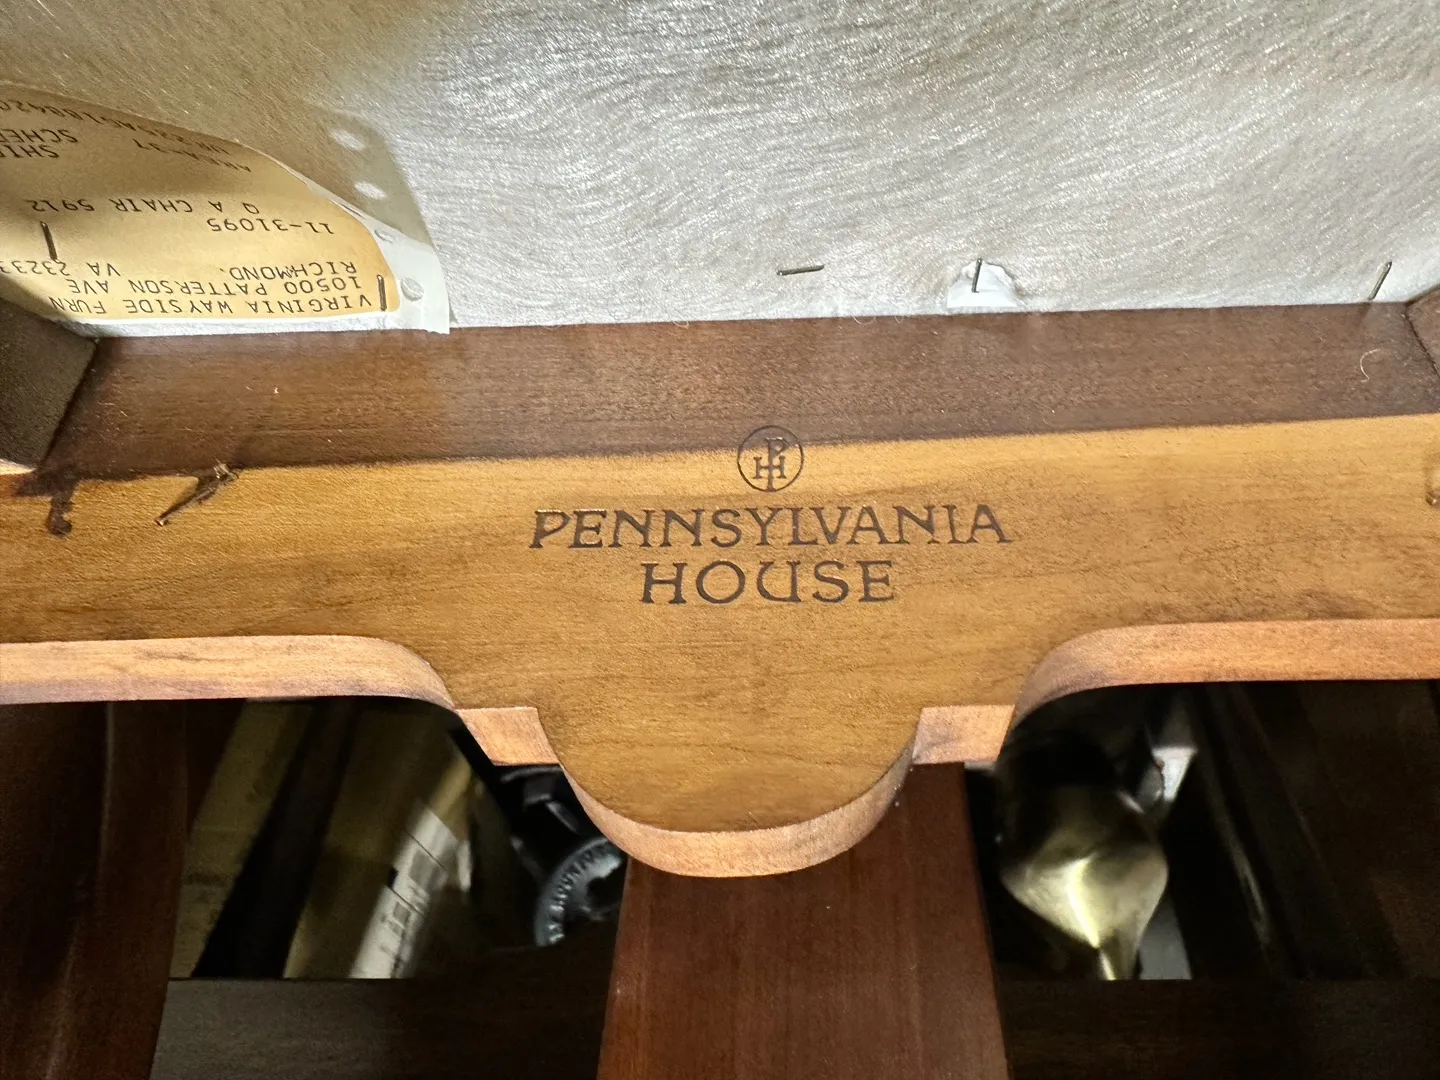 PH
PENNSYLVANIA
HOUSE
VIRGINIA WAYSIDE FURN
10500 PATTERSON AVE
RICHMOND, VA 23233
11-31095
Q A CHAIR 5912